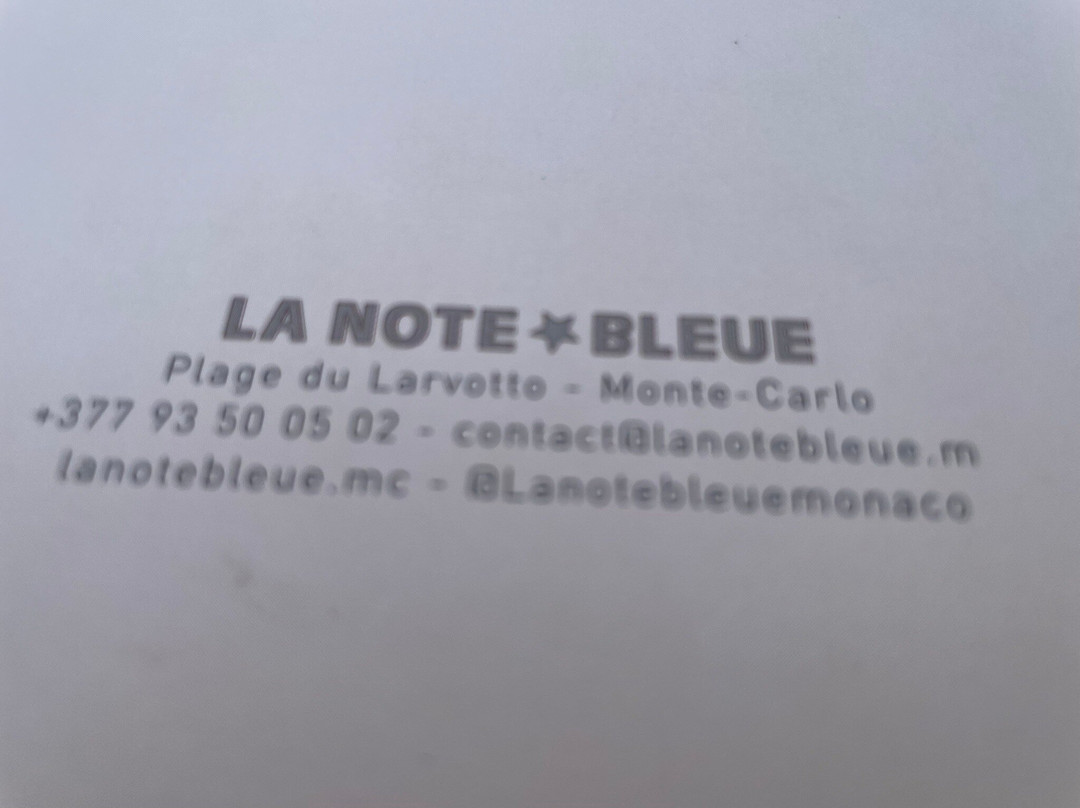 LA NOTE ★ BLEUE
Plage du Larvotto - Monte-Carlo
+377 93 50 05 02 - contact@lanotebleue.m
lanotebleue.mc - @Lanotebleuemonaco